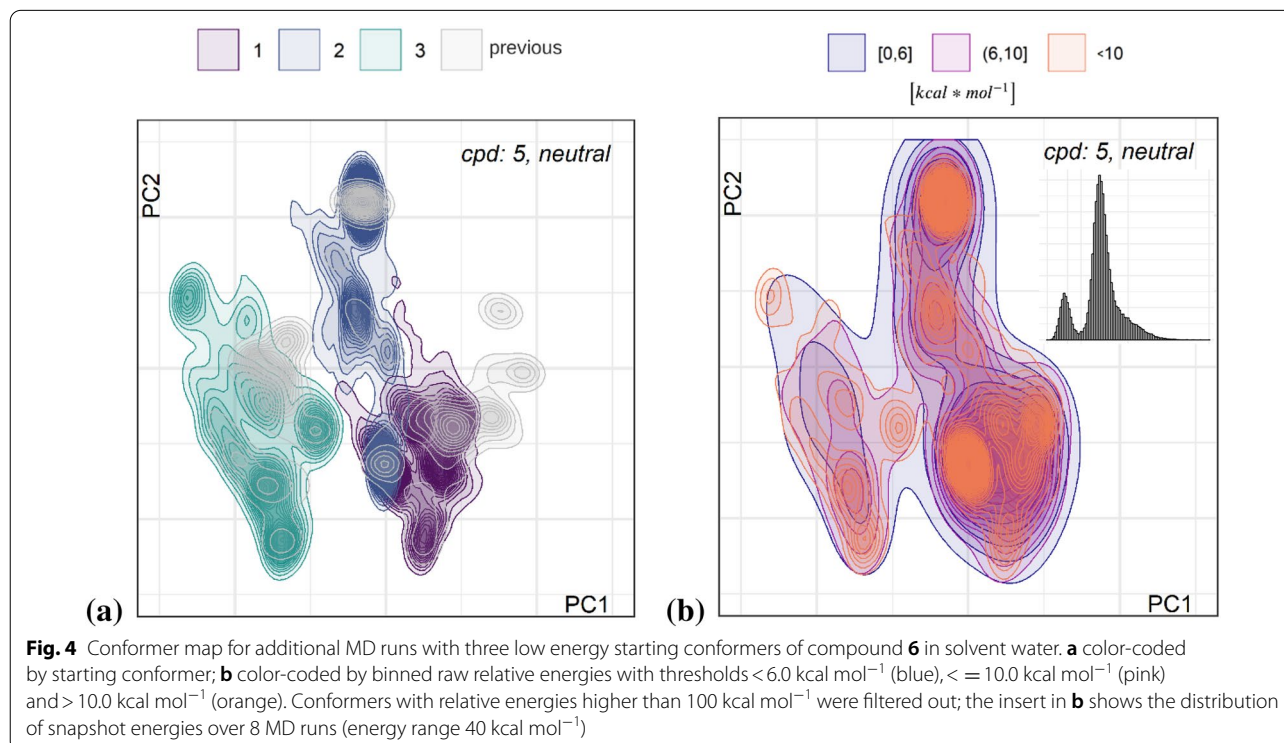 1 2 3 previous
[0,6] (6,10] <10
[kcal ∗ mol⁻¹]
cpd: 5, neutral
PC2
PC1
(a)
cpd: 5, neutral
PC2
PC1
(b)
Fig. 4 Conformer map for additional MD runs with three low energy starting conformers of compound 6 in solvent water. a color-coded
by starting conformer; b color-coded by binned raw relative energies with thresholds < 6.0 kcal mol⁻¹ (blue), < = 10.0 kcal mol⁻¹ (pink)
and > 10.0 kcal mol⁻¹ (orange). Conformers with relative energies higher than 100 kcal mol⁻¹ were filtered out; the insert in b shows the distribution
of snapshot energies over 8 MD runs (energy range 40 kcal mol⁻¹)